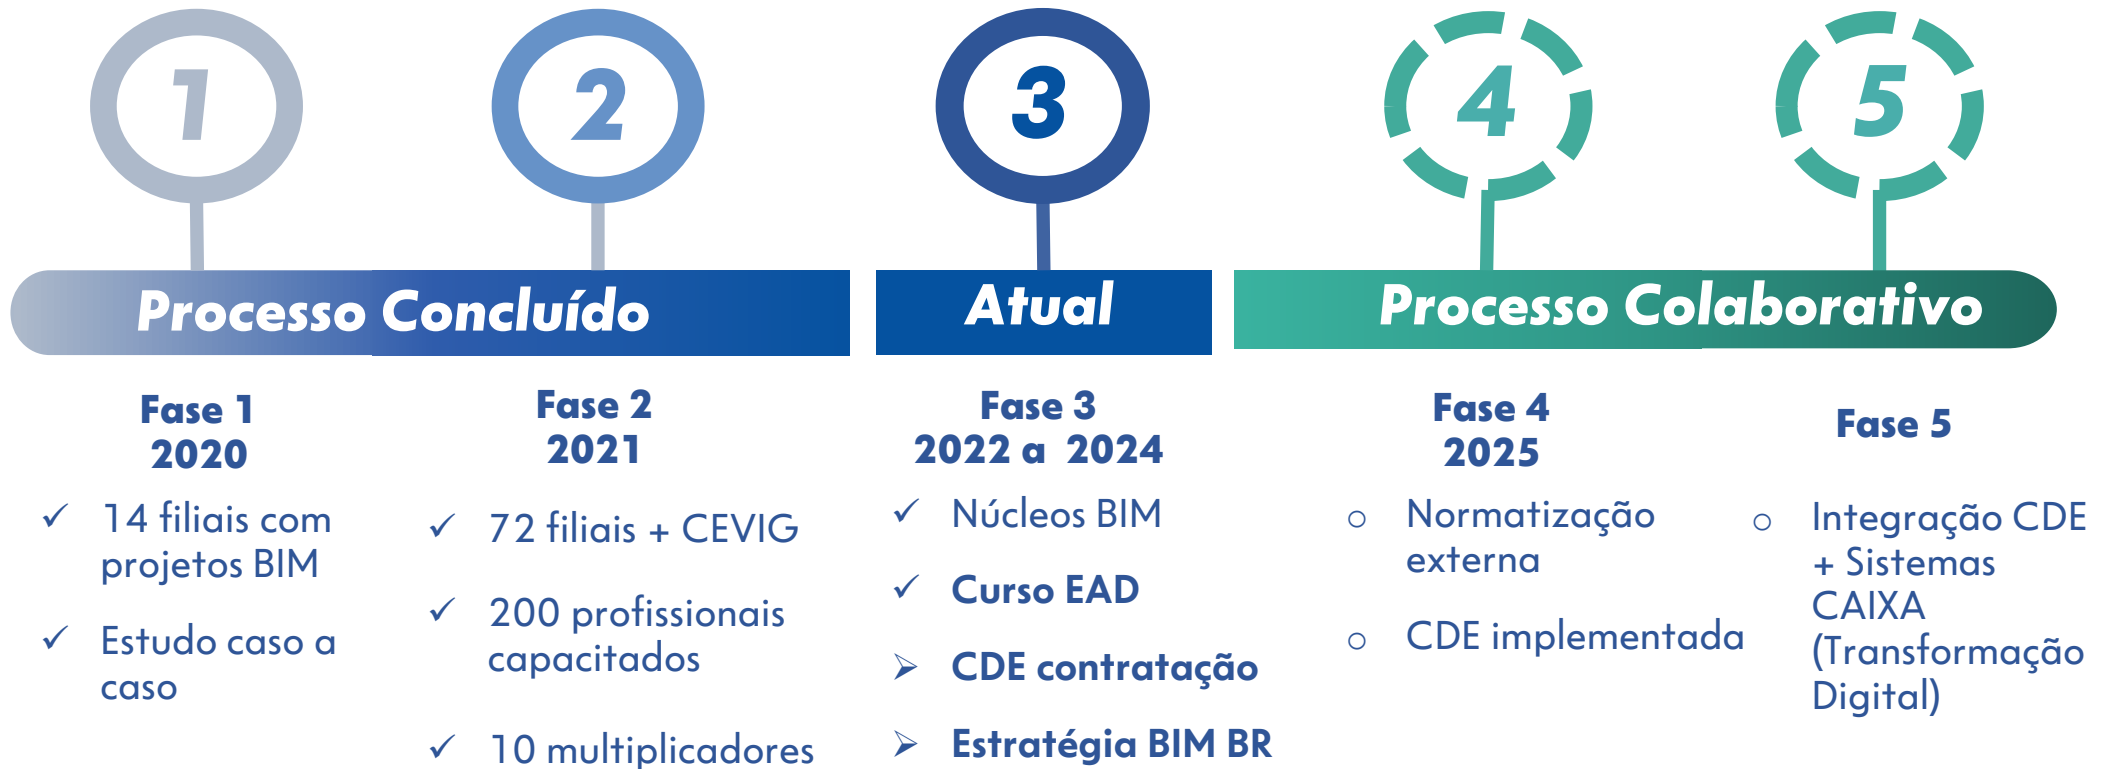 1
2
3
4
5
Processo Concluído
Atual
Processo Colaborativo
Fase 1
2020
✓ 14 filiais com
projetos BIM
✓ Estudo caso a
caso
Fase 2
2021
✓ 72 filiais + CEVIG
✓ 200 profissionais
capacitados
✓ 10 multiplicadores
Fase 3
2022 a 2024
✓ Núcleos BIM
✓ Curso EAD
➢ CDE contratação
➢ Estratégia BIM BR
Fase 4
2025
o Normatização
externa
o CDE implementada
Fase 5
o Integração CDE
+ Sistemas
CAIXA
(Transformação
Digital)